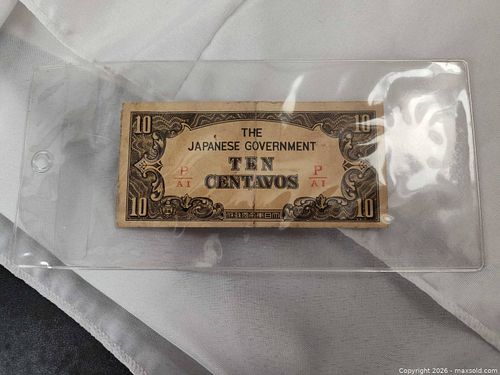 10 10
THE
JAPANESE GOVERNMENT
TEN
CENTAVOS
P
AI
P
AI
10 10
Copyright 2026 - maxsold.com